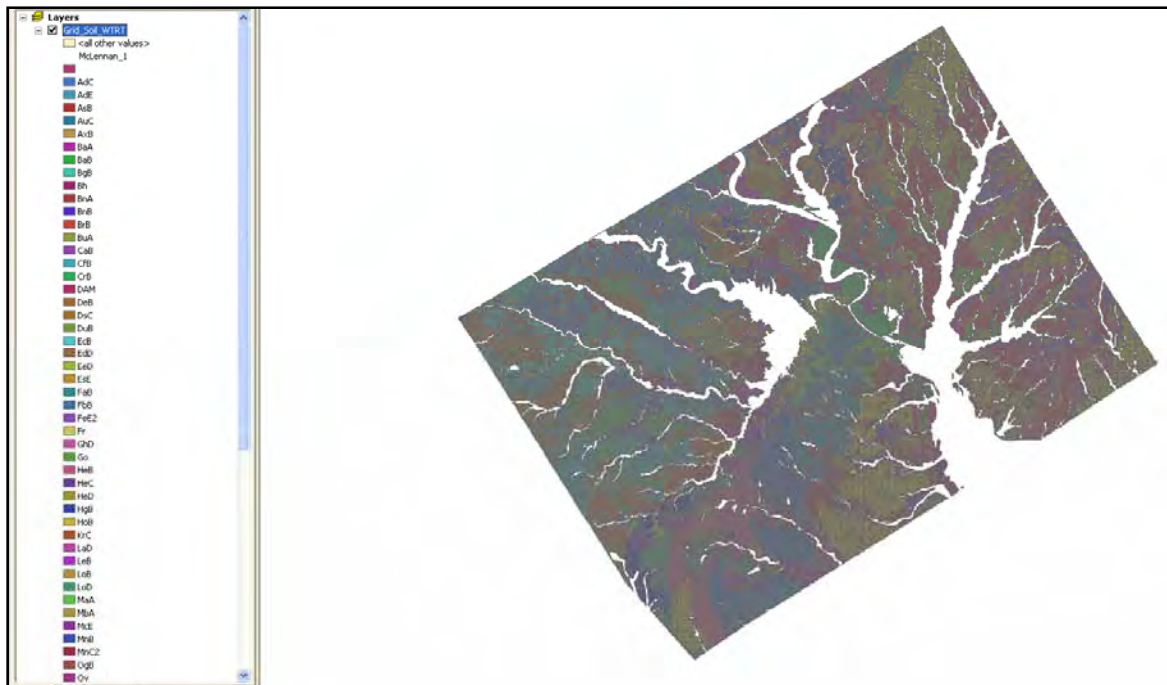 Layers
Grid_Soil_WTRT
<all other values>
McLennan_1
AdC
AdE
AsB
AuC
AxB
BaA
BaB
BgB
Bh
BnA
BnB
BrB
BuA
CaB
CfB
CrB
DAM
DeB
DsC
DuB
EcB
EdD
EeD
EsE
FaB
FbB
FeE2
Fr
GhD
Go
HeB
HeC
HeD
HgB
HoB
KrC
LaD
LeB
LoB
LoD
MaA
MbA
McE
MnB
MnC2
OgB
Ov